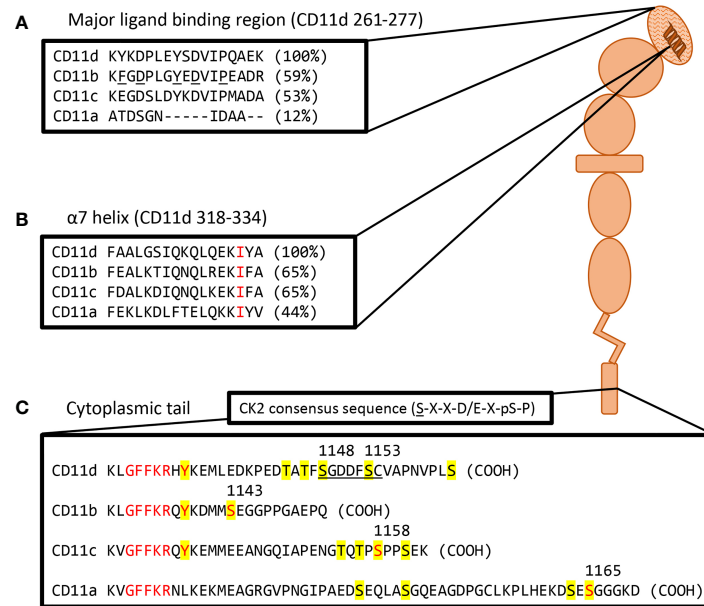 A Major ligand binding region (CD11d 261-277)
CD11d KYKDPLEYSDVIPQAEK (100%)
CD11b KFGDPLGYEDVIPEADR (59%)
CD11c KEGDSLDYKDVIPMADA (53%)
CD11a ATDSGN-----IDAA-- (12%)
B α7 helix (CD11d 318-334)
CD11d FAALGSIQKQLQEKIYA (100%)
CD11b FEALKTIQNQLREKIFA (65%)
CD11c FDALKDIQNQLKEKIFA (65%)
CD11a FEKLKDLFTELQKKIYV (44%)
C Cytoplasmic tail
CK2 consensus sequence (S-X-X-D/E-X-pS-P)
1148 1153
CD11d KLGFFKRHYKEMLEDKPEDTATFSGDDFSCVAPNVPLS (COOH)
1143
CD11b KLGFFKRQYKDMMSEGGPPGAEPQ (COOH)
1158
CD11c KVGFFKRQYKEMMEEANGQIAPENGTQTPSPPSEK (COOH)
1165
CD11a KVGFFKRNLKEKMEAGRGVPNGIPAEDSEQLASGQEAGDPGCLKPLHEKDSESGGGKD (COOH)